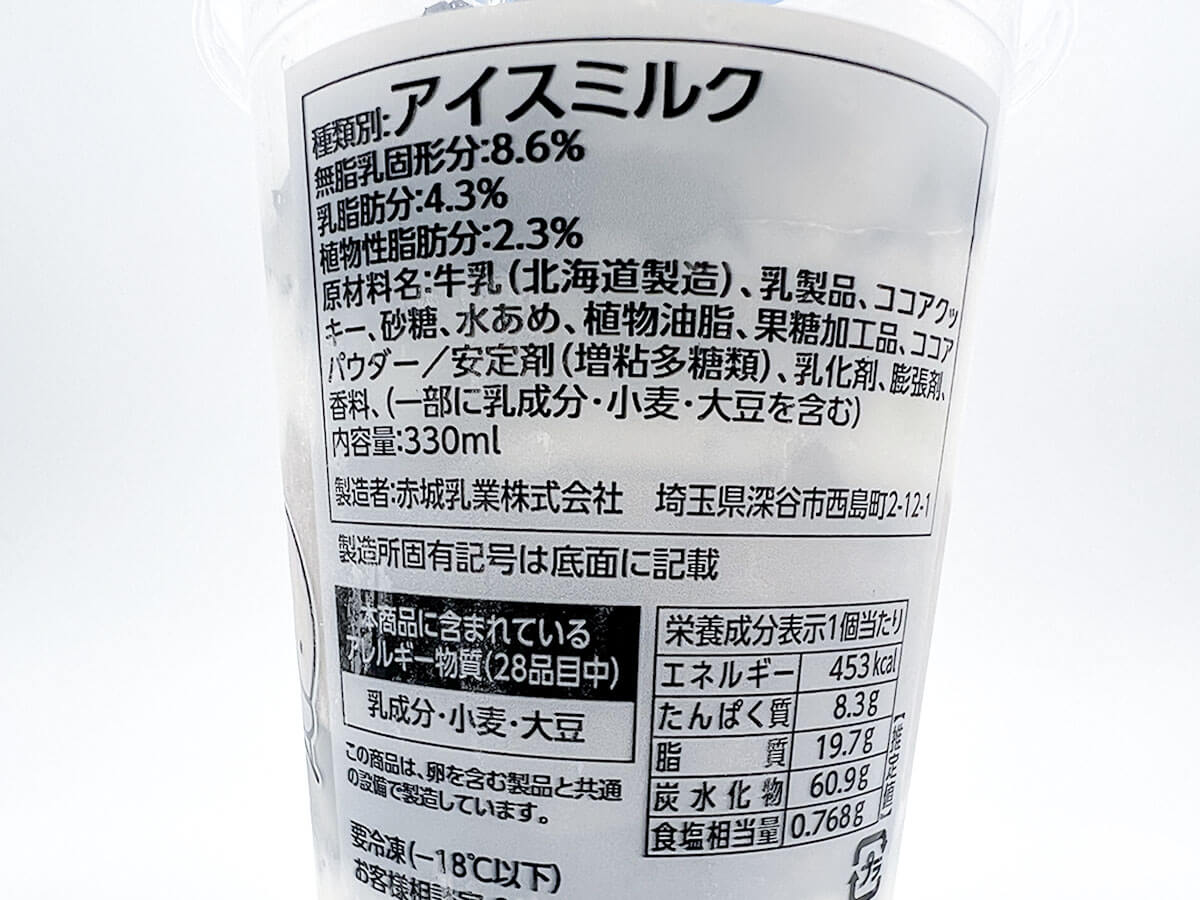 種類別:アイスミルク
無脂乳固形分:8.6%
乳脂肪分:4.3%
植物性脂肪分:2.3%
原材料名:牛乳(北海道製造)、乳製品、ココアクッ
キー、砂糖、水あめ、植物油脂、果糖加工品、ココア
パウダー/安定剤(増粘多糖類)、乳化剤、膨張剤、
香料、(一部に乳成分・小麦・大豆を含む)
内容量:330ml
製造者:赤城乳業株式会社 埼玉県深谷市西島町2-12-1
製造所固有記号は底面に記載
本商品に含まれている
アレルギー物質(28品目中)
乳成分・小麦・大豆
この商品は、卵を含む製品と共通
の設備で製造しています。
要冷凍(-18℃以下)
お客様相談室
栄養成分表示1個当たり
エネルギー 453kcal
たんぱく質 8.3g
脂質 19.7g
炭水化物 60.9g
食塩相当量 0.768g
【推定値】
プラ